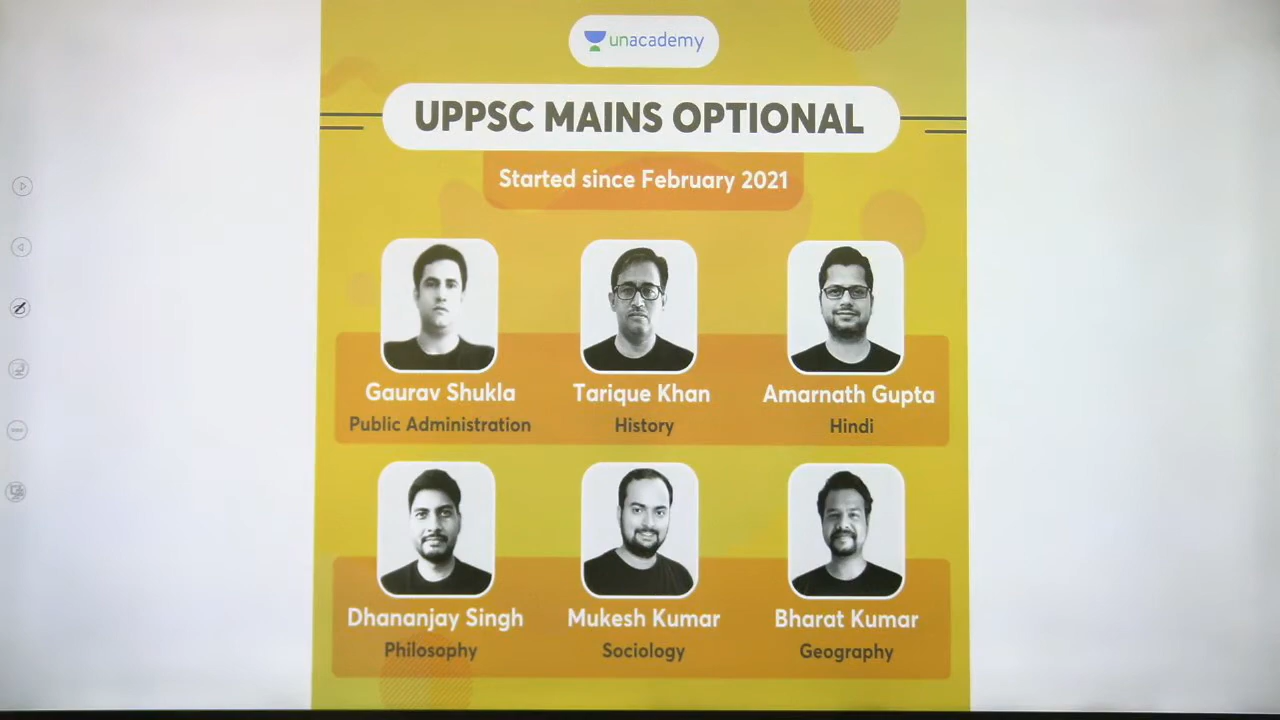 unacademy
UPPSC MAINS OPTIONAL
Started since February 2021
Gaurav Shukla
Public Administration
Tarique Khan
History
Amarnath Gupta
Hindi
Dhananjay Singh
Philosophy
Mukesh Kumar
Sociology
Bharat Kumar
Geography